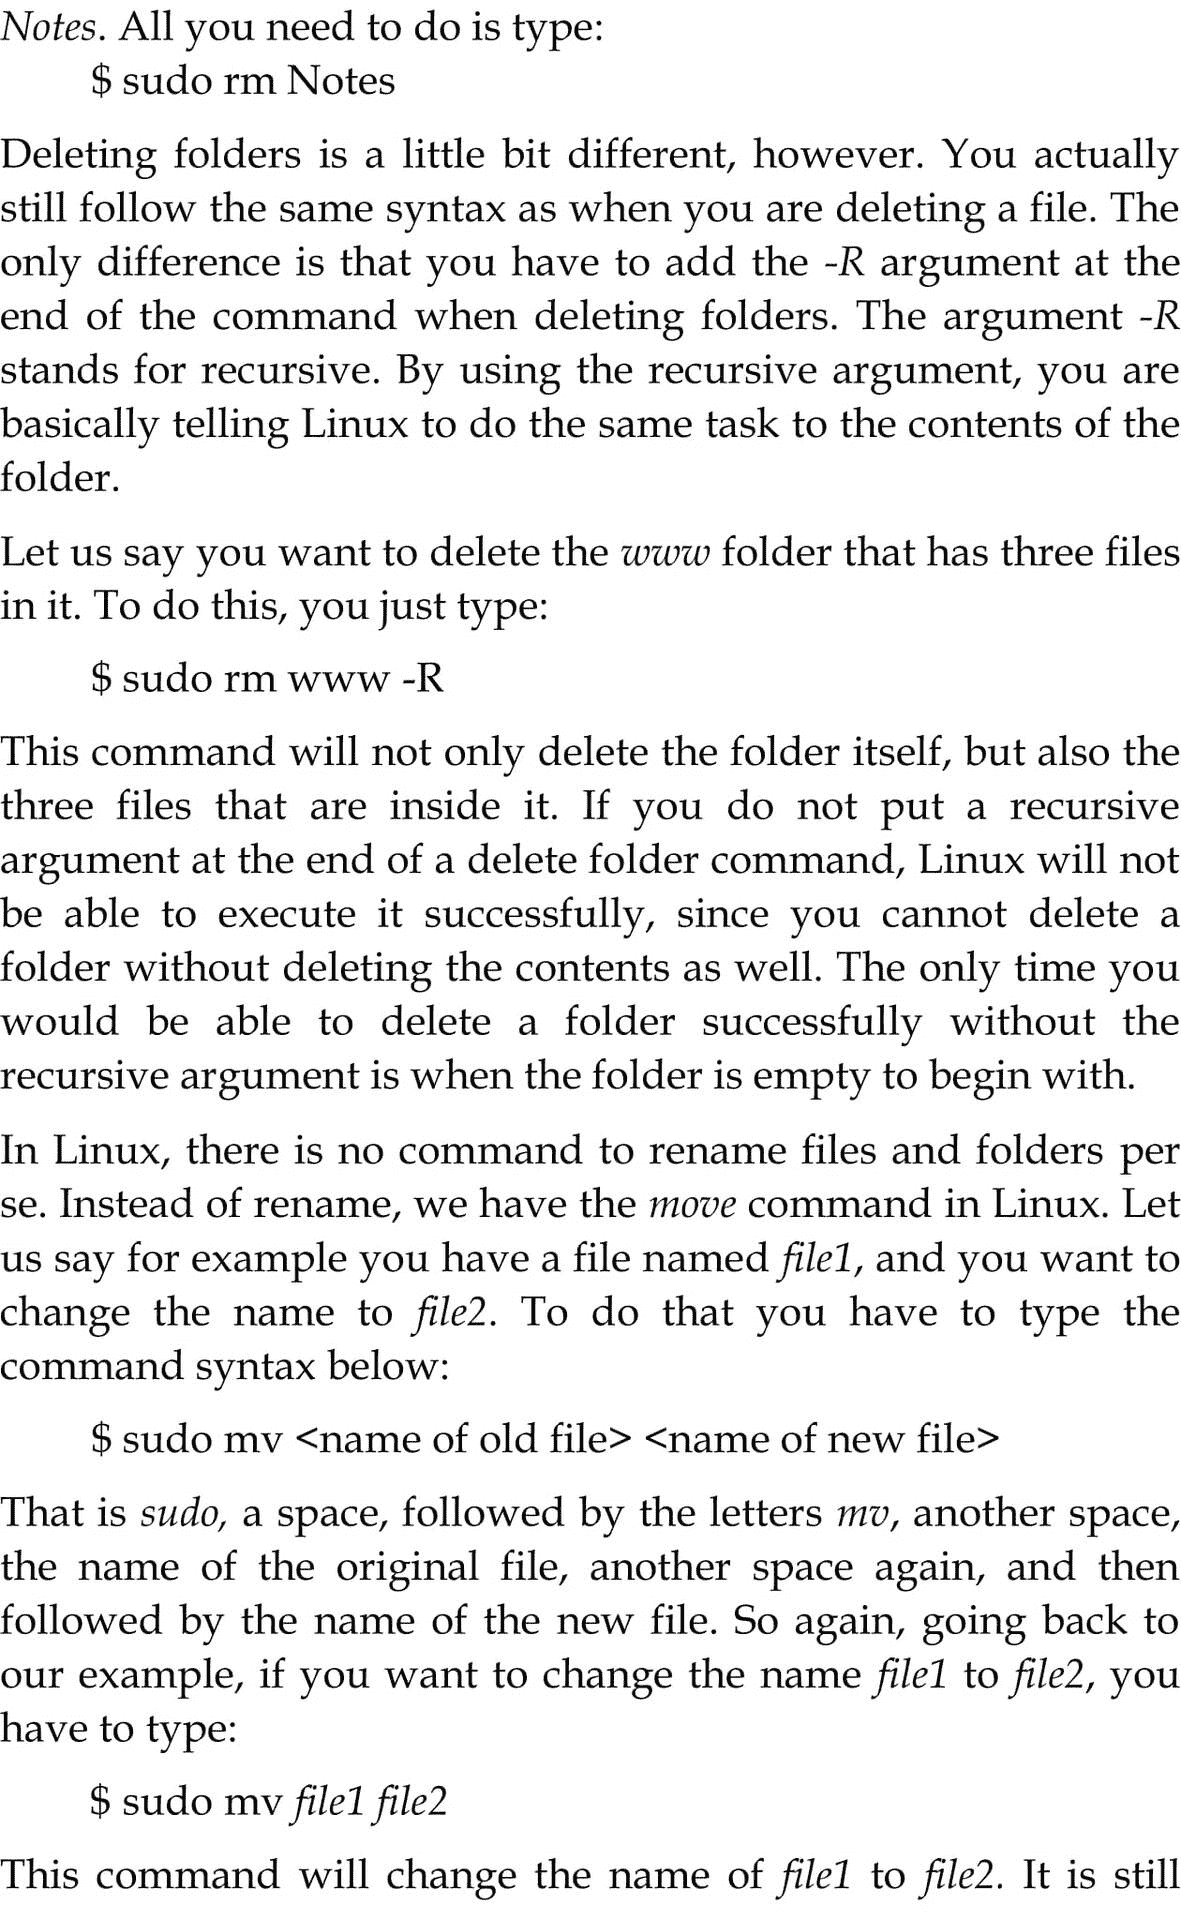 Notes. All you need to do is type:
$ sudo rm Notes
Deleting folders is a little bit different, however. You actually
still follow the same syntax as when you are deleting a file. The
only difference is that you have to add the -R argument at the
end of the command when deleting folders. The argument -R
stands for recursive. By using the recursive argument, you are
basically telling Linux to do the same task to the contents of the
folder.
Let us say you want to delete the www folder that has three files
in it. To do this, you just type:
$ sudo rm www -R
This command will not only delete the folder itself, but also the
three files that are inside it. If you do not put a recursive
argument at the end of a delete folder command, Linux will not
be able to execute it successfully, since you cannot delete a
folder without deleting the contents as well. The only time you
would be able to delete a folder successfully without the
recursive argument is when the folder is empty to begin with.
In Linux, there is no command to rename files and folders per
se. Instead of rename, we have the move command in Linux. Let
us say for example you have a file named file1, and you want to
change the name to file2. To do that you have to type the
command syntax below:
$ sudo mv <name of old file> <name of new file>
That is sudo, a space, followed by the letters mv, another space,
the name of the original file, another space again, and then
followed by the name of the new file. So again, going back to
our example, if you want to change the name file1 to file2, you
have to type:
$ sudo mv file1 file2
This command will change the name of file1 to file2. It is still